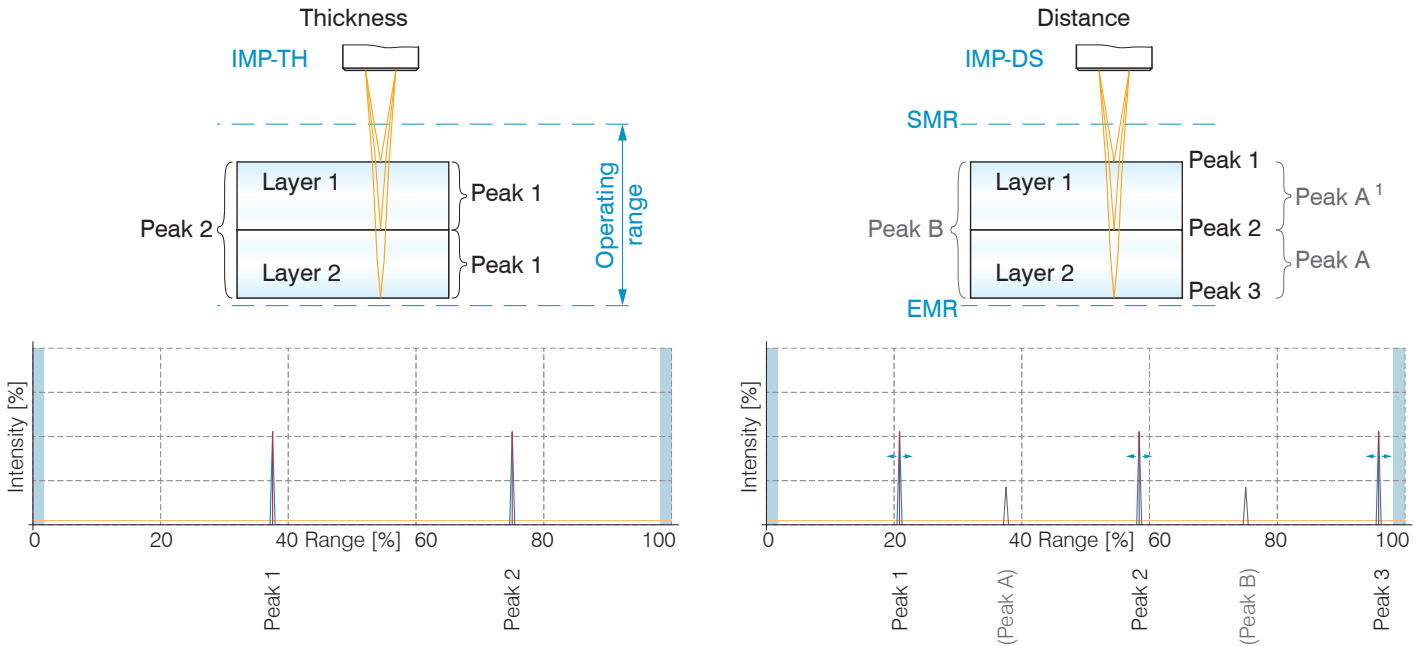 Thickness
IMP-TH
Layer 1
Peak 1
Peak 2
Layer 2
Peak 1
Operating
range
Intensity [%]
0 20 40 Range [%] 60 80 100
Peak 1
Peak 2
Distance
IMP-DS
SMR
Peak 1
Layer 1
Peak A 1
Peak B
Peak 2
Layer 2
Peak A
Peak 3
EMR
Intensity [%]
0 20 40 Range [%] 60 80 100
Peak 1
(Peak A)
Peak 2
(Peak B)
Peak 3